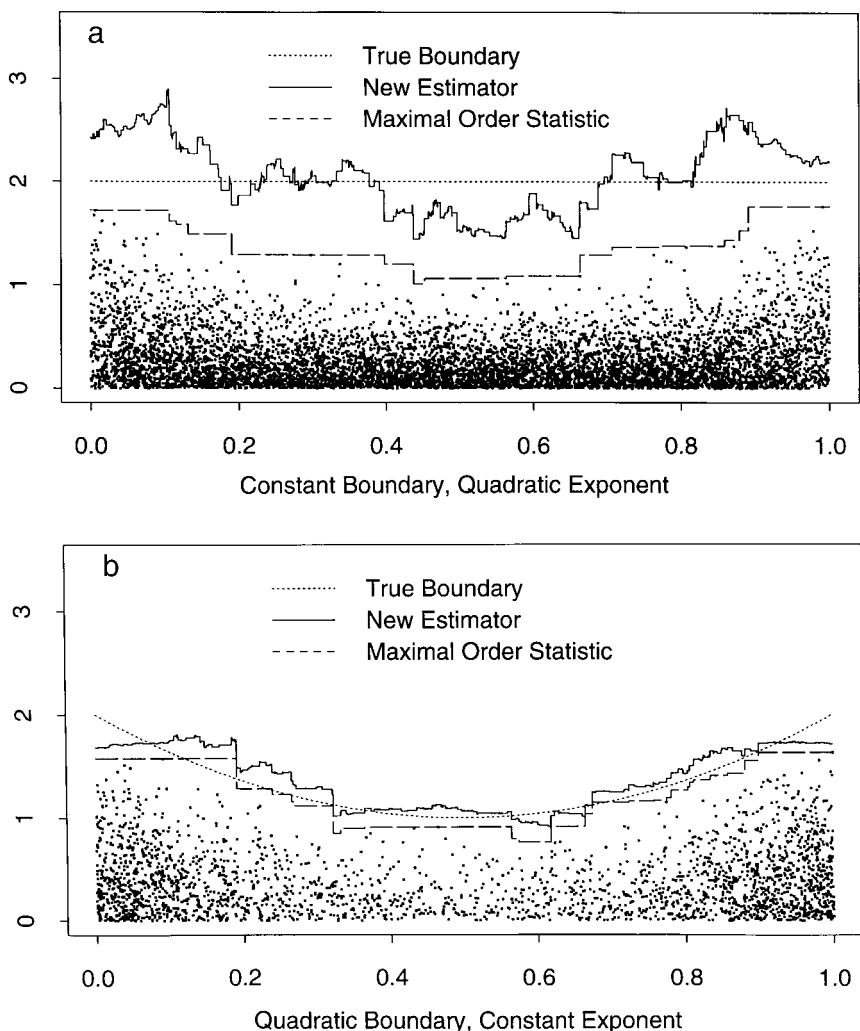 a
True Boundary
New Estimator
Maximal Order Statistic
3
2
1
0
0.0 0.2 0.4 0.6 0.8 1.0
Constant Boundary, Quadratic Exponent
b
True Boundary
New Estimator
Maximal Order Statistic
3
2
1
0
0.0 0.2 0.4 0.6 0.8 1.0
Quadratic Boundary, Constant Exponent